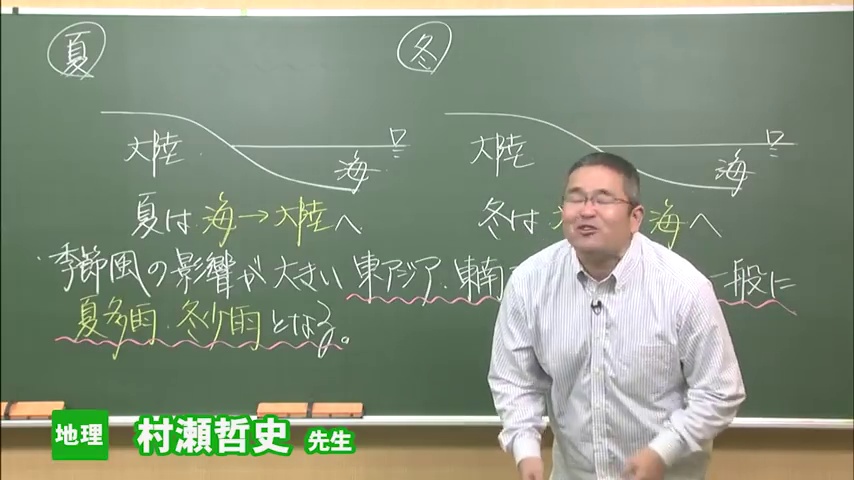 夏
冬
大陸
海
大陸
海
夏は 海→大陸へ
冬は 海へ
・季節風の影響が大きい 東アジア・東南 一般に
夏多雨・冬少雨となる。
地理 村瀬哲史 先生